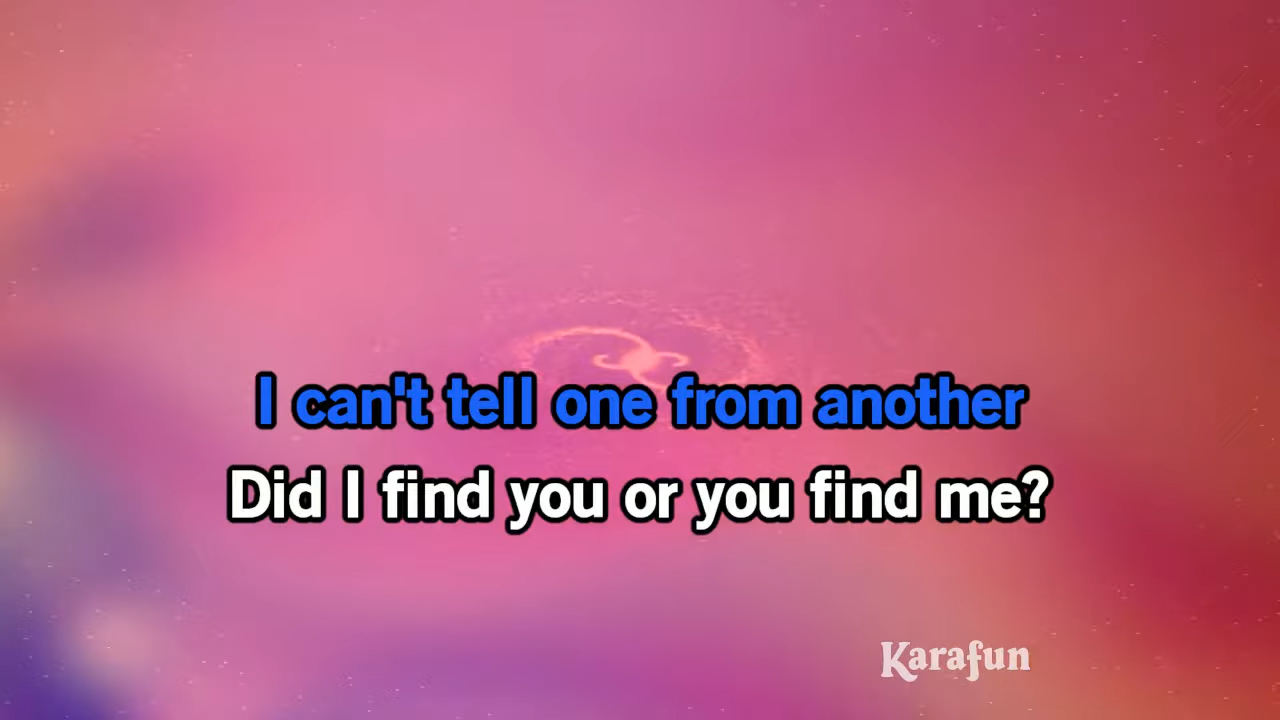 I can't tell one from another
Did I find you or you find me?
Karafun